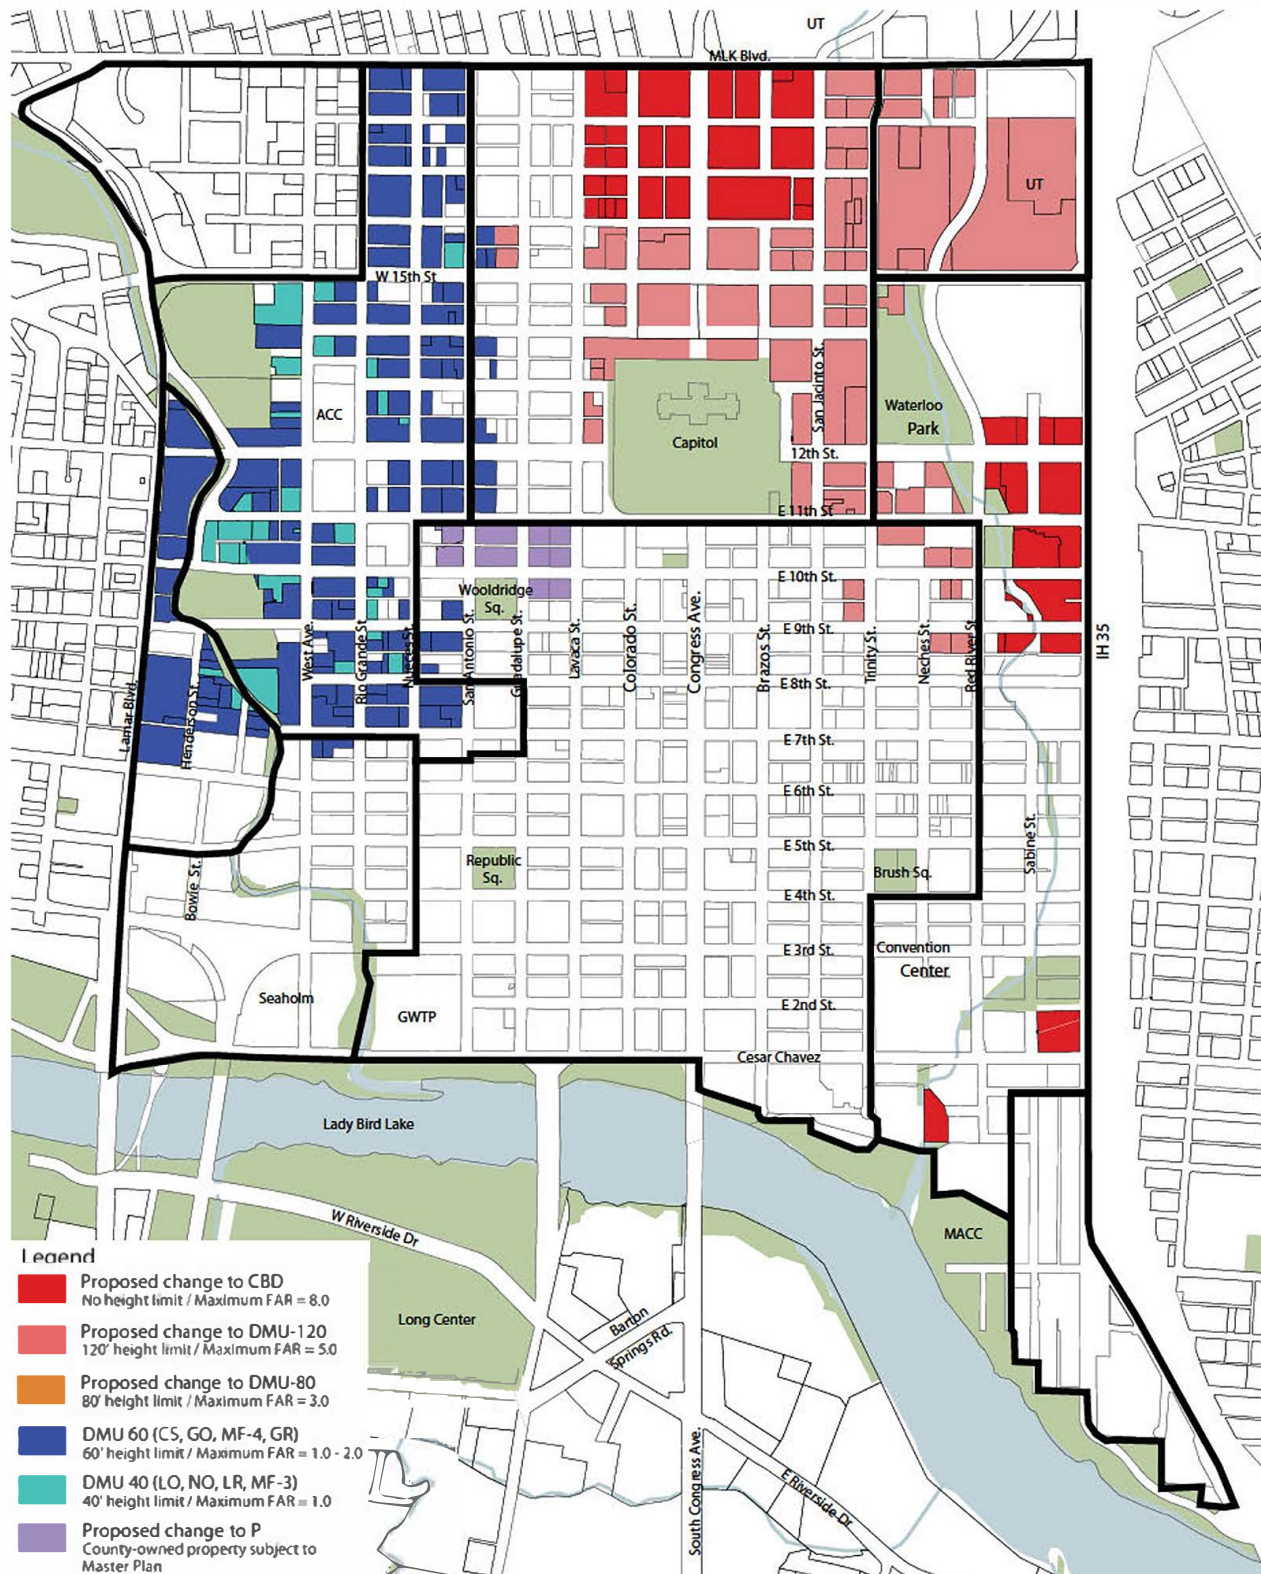 UT
MLK Blvd.
UT
W 15th St
ACC
Capitol
San Jacinto St.
Waterloo
Park
12th St.
E 11th St
Wooldridge
Sq.
E 10th St.
West Ave.
Rio Grande St.
Nueces St.
San Antonio St.
Guadalupe St.
Lavaca St.
Colorado St.
Congress Ave.
Brazos St.
E 9th St.
Trinity St.
Neches St.
Red River St.
IH 35
Lamar Blvd.
Henderson St.
E 8th St.
E 7th St.
E 6th St.
E 5th St.
Sabine St.
Bowie St.
Republic
Sq.
Brush Sq.
E 4th St.
E 3rd St.
Convention
Center
Seaholm
GWTP
E 2nd St.
Cesar Chavez
Lady Bird Lake
W Riverside Dr
MACC
Long Center
Barton
Springs Rd.
South Congress Ave.
E Riverside Dr
Legend
Proposed change to CBD
No height limit / Maximum FAR = 8.0
Proposed change to DMU-120
120' height limit / Maximum FAR = 5.0
Proposed change to DMU-80
80' height limit / Maximum FAR = 3.0
DMU 60 (CS, GO, MF-4, GR)
60' height limit / Maximum FAR = 1.0 - 2.0
DMU 40 (LO, NO, LR, MF-3)
40' height limit / Maximum FAR = 1.0
Proposed change to P
County-owned property subject to
Master Plan